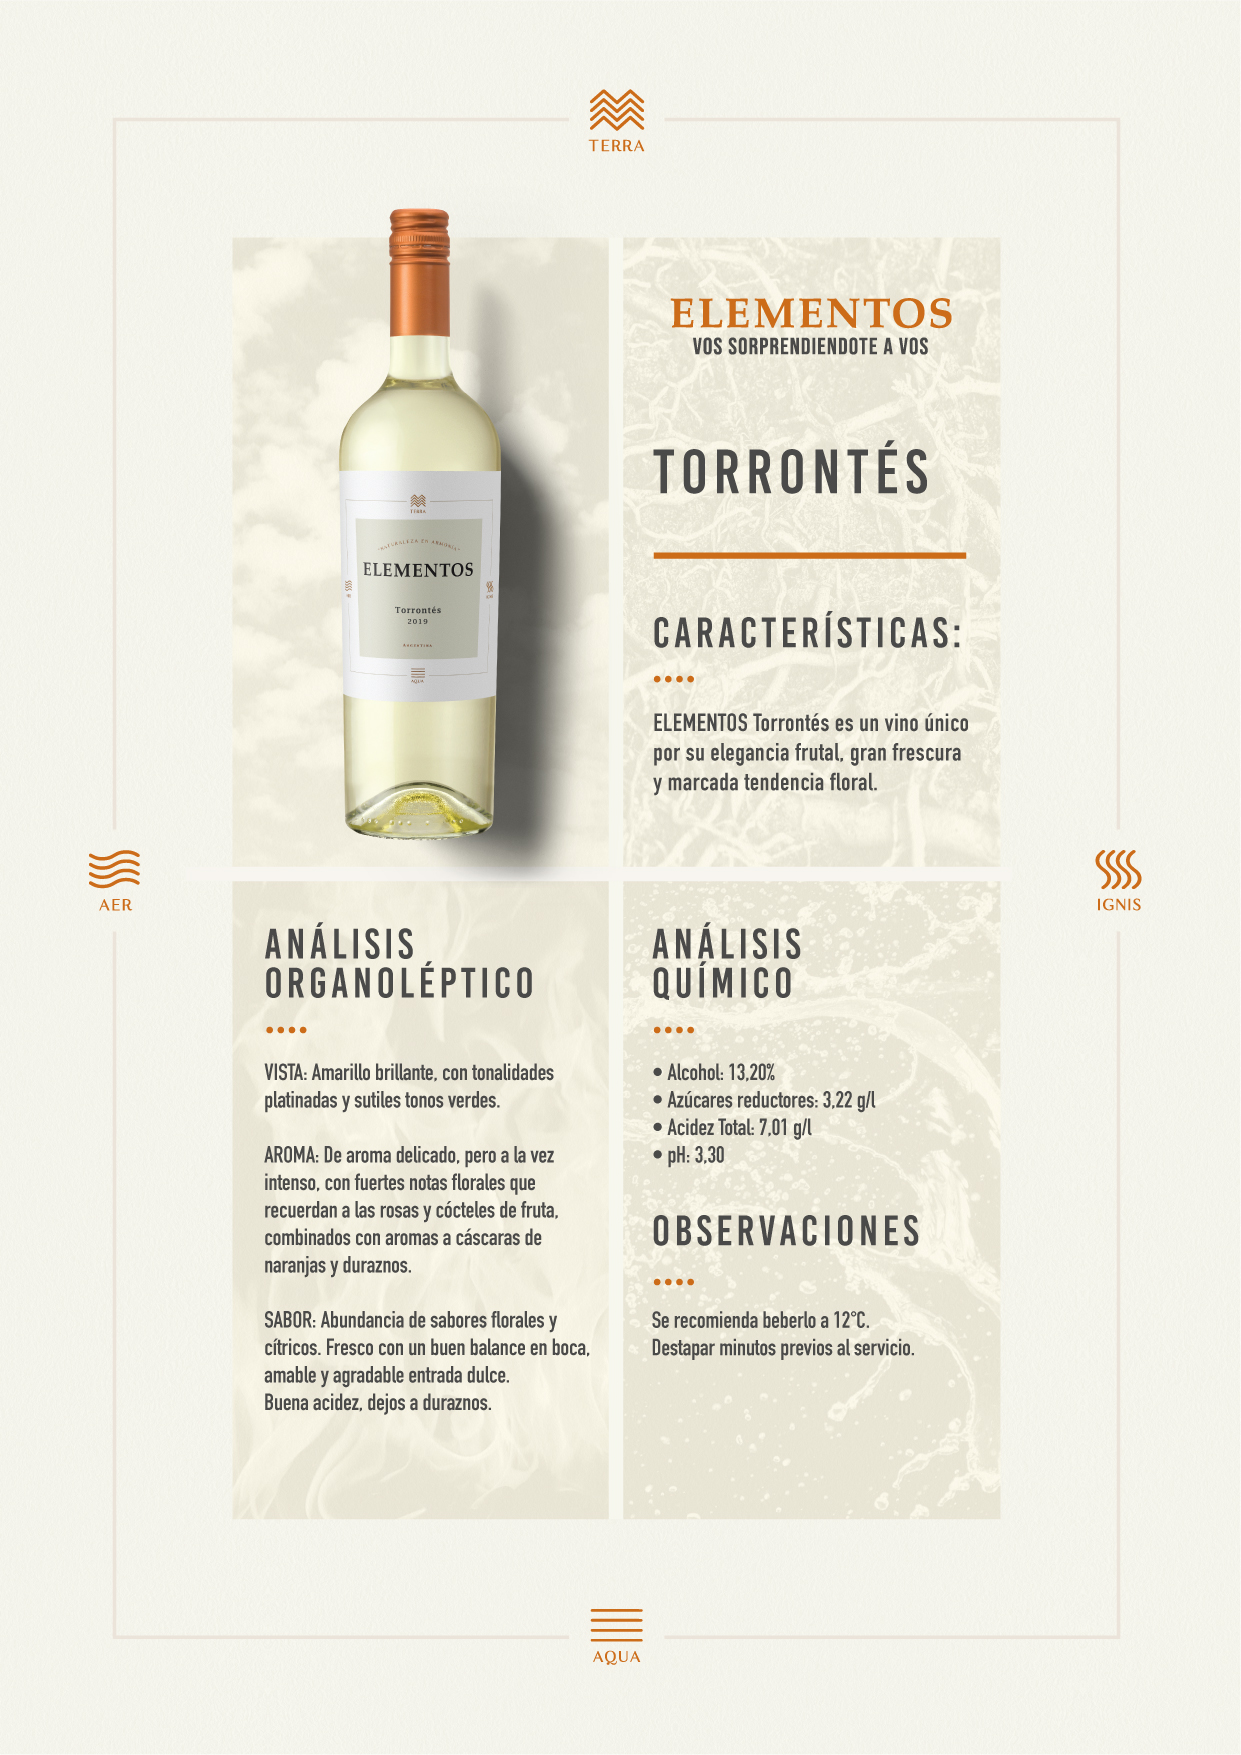 TERRA
TERRA
"NATURALEZA EN ARMONÍA"
ELEMENTOS
Torrontés
2019
ARGENTINA
AQUA
ELEMENTOS
VOS SORPRENDIENDOTE A VOS
TORRONTÉS
CARACTERÍSTICAS:
ELEMENTOS Torrontés es un vino único
por su elegancia frutal, gran frescura
y marcada tendencia floral.
AER
IGNIS
ANÁLISIS
ORGANOLÉPTICO
VISTA: Amarillo brillante, con tonalidades
platinadas y sutiles tonos verdes.
AROMA: De aroma delicado, pero a la vez
intenso, con fuertes notas florales que
recuerdan a las rosas y cócteles de fruta,
combinados con aromas a cáscaras de
naranjas y duraznos.
SABOR: Abundancia de sabores florales y
cítricos. Fresco con un buen balance en boca,
amable y agradable entrada dulce.
Buena acidez, dejos a duraznos.
ANÁLISIS
QUÍMICO
• Alcohol: 13,20%
• Azúcares reductores: 3,22 g/l
• Acidez Total: 7,01 g/l
• pH: 3,30
OBSERVACIONES
Se recomienda beberlo a 12°C.
Destapar minutos previos al servicio.
AQUA